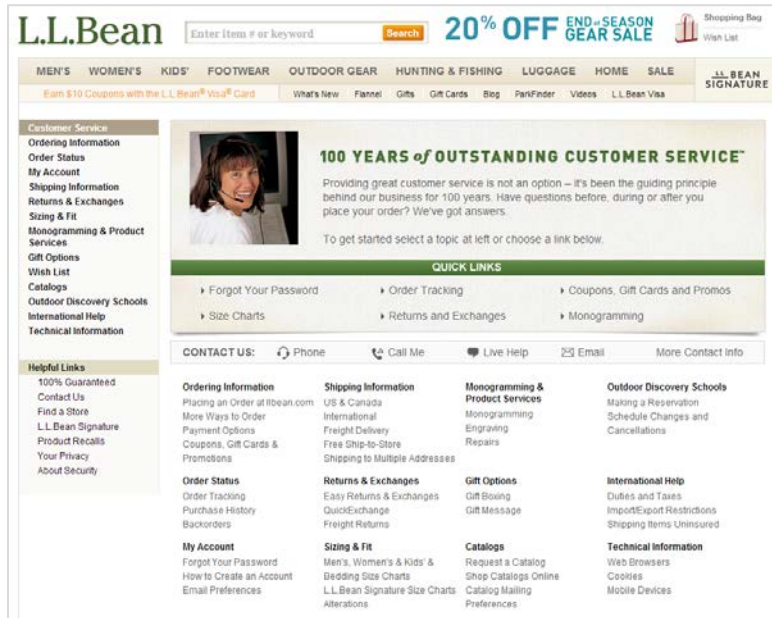 L.L.Bean
Enter item # or keyword
Search
20% OFF END of SEASON GEAR SALE
Shopping Bag
Wish List
MEN'S WOMEN'S KIDS' FOOTWEAR OUTDOOR GEAR HUNTING & FISHING LUGGAGE HOME SALE
L.L.BEAN SIGNATURE
Earn $10 Coupons with the L.L.Bean® Visa® Card
What's New Flannel Gifts Gift Cards Blog ParkFinder Videos L.L.Bean Visa
Customer Service
Ordering Information
Order Status
My Account
Shipping Information
Returns & Exchanges
Sizing & Fit
Monogramming & Product
Services
Gift Options
Wish List
Catalogs
Outdoor Discovery Schools
International Help
Technical Information
Helpful Links
100% Guaranteed
Contact Us
Find a Store
L.L.Bean Signature
Product Recalls
Your Privacy
About Security
100 YEARS of OUTSTANDING CUSTOMER SERVICE™
Providing great customer service is not an option – it's been the guiding principle
behind our business for 100 years. Have questions before, during or after you
place your order? We've got answers.
To get started select a topic at left or choose a link below.
QUICK LINKS
Forgot Your Password
Order Tracking
Coupons, Gift Cards and Promos
Size Charts
Returns and Exchanges
Monogramming
CONTACT US: Phone Call Me Live Help Email More Contact Info
Ordering Information
Placing an Order at llbean.com
More Ways to Order
Payment Options
Coupons, Gift Cards &
Promotions
Shipping Information
US & Canada
International
Freight Delivery
Free Ship-to-Store
Shipping to Multiple Addresses
Monogramming &
Product Services
Monogramming
Engraving
Repairs
Outdoor Discovery Schools
Making a Reservation
Schedule Changes and
Cancellations
Order Status
Order Tracking
Purchase History
Backorders
Returns & Exchanges
Easy Returns & Exchanges
QuickExchange
Freight Returns
Gift Options
Gift Boxing
Gift Message
International Help
Duties and Taxes
Import/Export Restrictions
Shipping Items Uninsured
My Account
Forgot Your Password
How to Create an Account
Email Preferences
Sizing & Fit
Men's, Women's & Kids' &
Bedding Size Charts
L.L.Bean Signature Size Charts
Alterations
Catalogs
Request a Catalog
Shop Catalogs Online
Catalog Mailing
Preferences
Technical Information
Web Browsers
Cookies
Mobile Devices